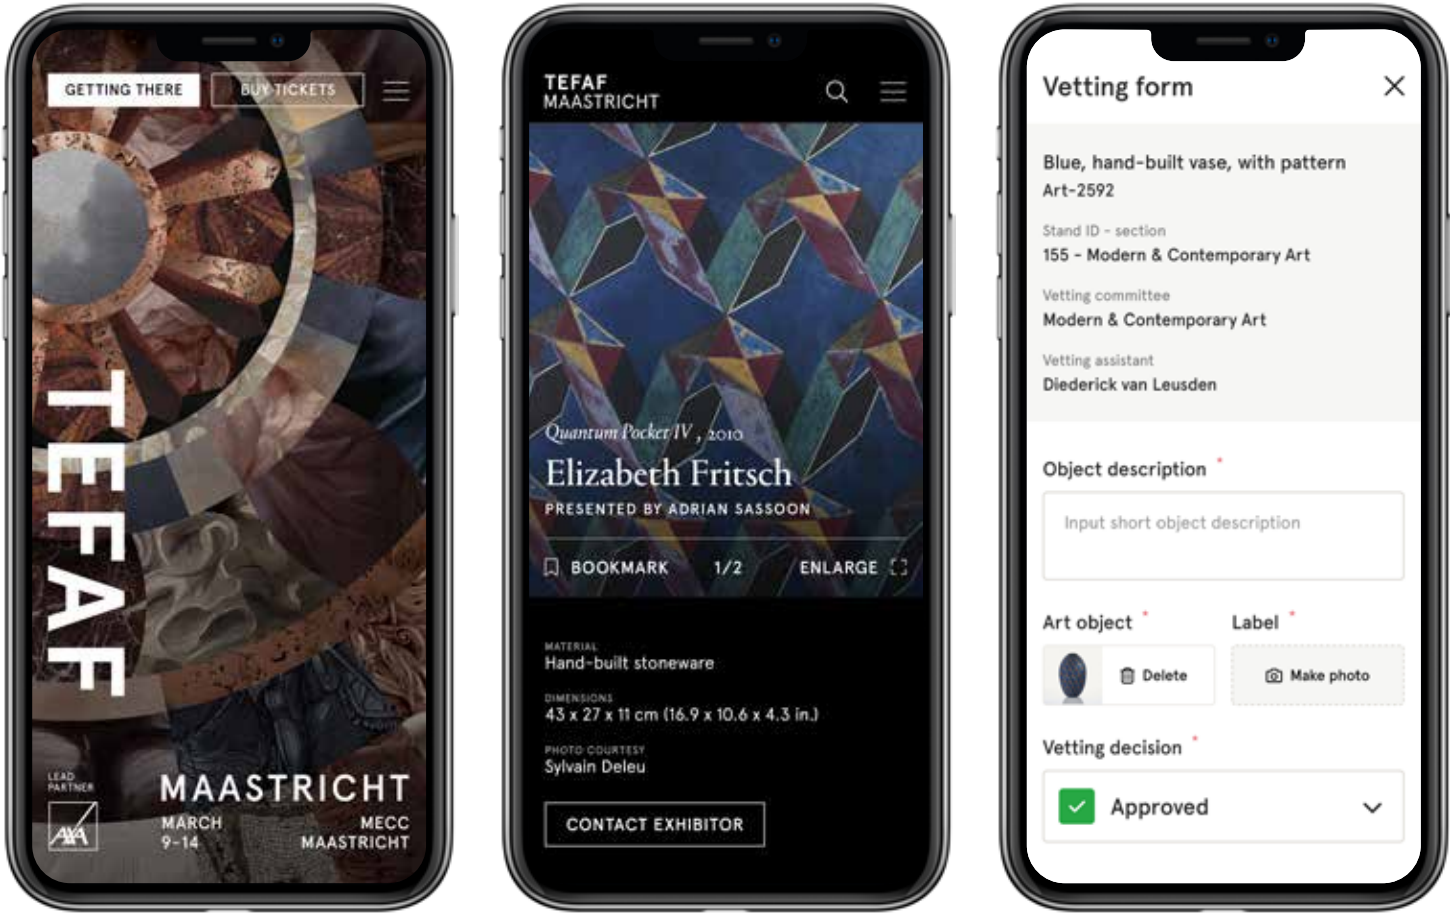 GETTING THERE
BUY TICKETS
TEFAF
LEAD
PARTNER
AXA
MAASTRICHT
MARCH
9-14
MECC
MAASTRICHT
TEFAF
MAASTRICHT
Quantum Pocket IV , 2010
Elizabeth Fritsch
PRESENTED BY ADRIAN SASSOON
BOOKMARK
1/2
ENLARGE
MATERIAL
Hand-built stoneware
DIMENSIONS
43 x 27 x 11 cm (16.9 x 10.6 x 4.3 in.)
PHOTO COURTESY
Sylvain Deleu
CONTACT EXHIBITOR
Vetting form
Blue, hand-built vase, with pattern
Art-2592
Stand ID - section
155 - Modern & Contemporary Art
Vetting committee
Modern & Contemporary Art
Vetting assistant
Diederick van Leusden
Object description *
Input short object description
Art object *
Label *
Delete
Make photo
Vetting decision *
Approved